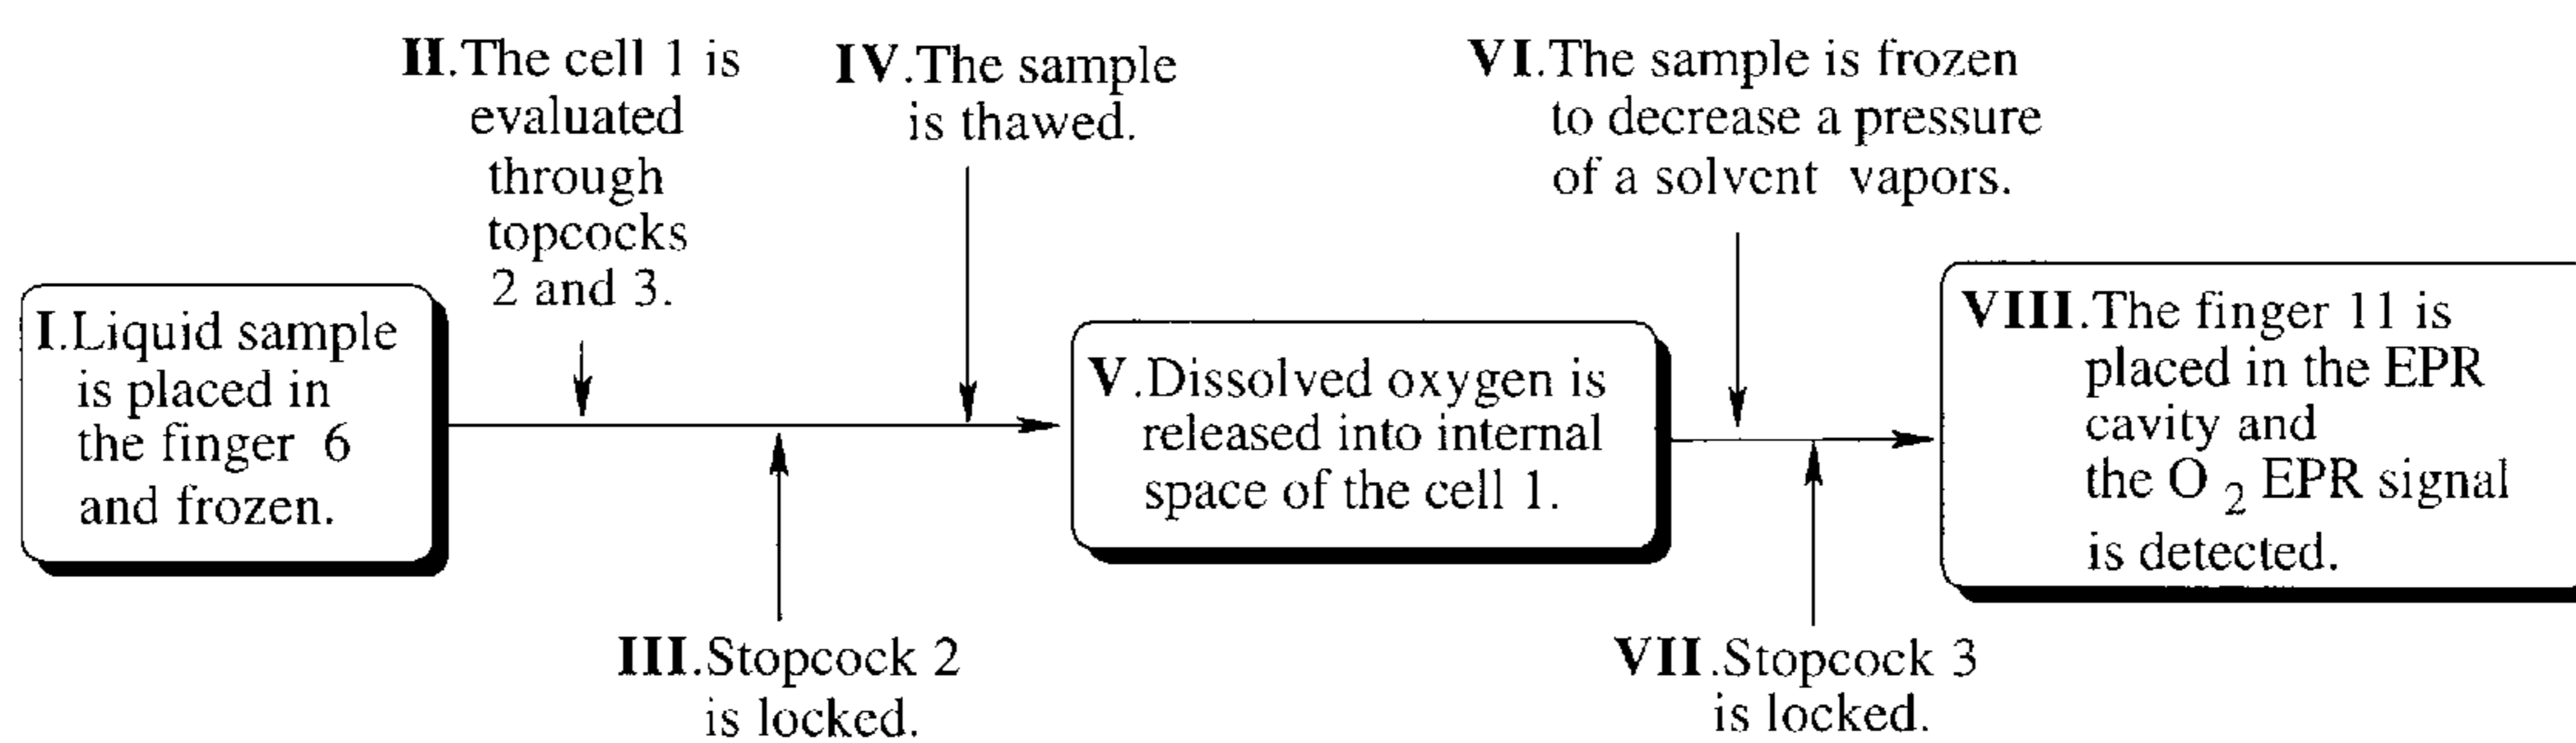 I.Liquid sample
is placed in
the finger 6
and frozen.
II.The cell 1 is
evaluated
through
topcocks
2 and 3.
III.Stopcock 2
is locked.
IV.The sample
is thawed.
V.Dissolved oxygen is
released into internal
space of the cell 1.
VI.The sample is frozen
to decrease a pressure
of a solvent vapors.
VII.Stopcock 3
is locked.
VIII.The finger 11 is
placed in the EPR
cavity and
the O 2 EPR signal
is detected.